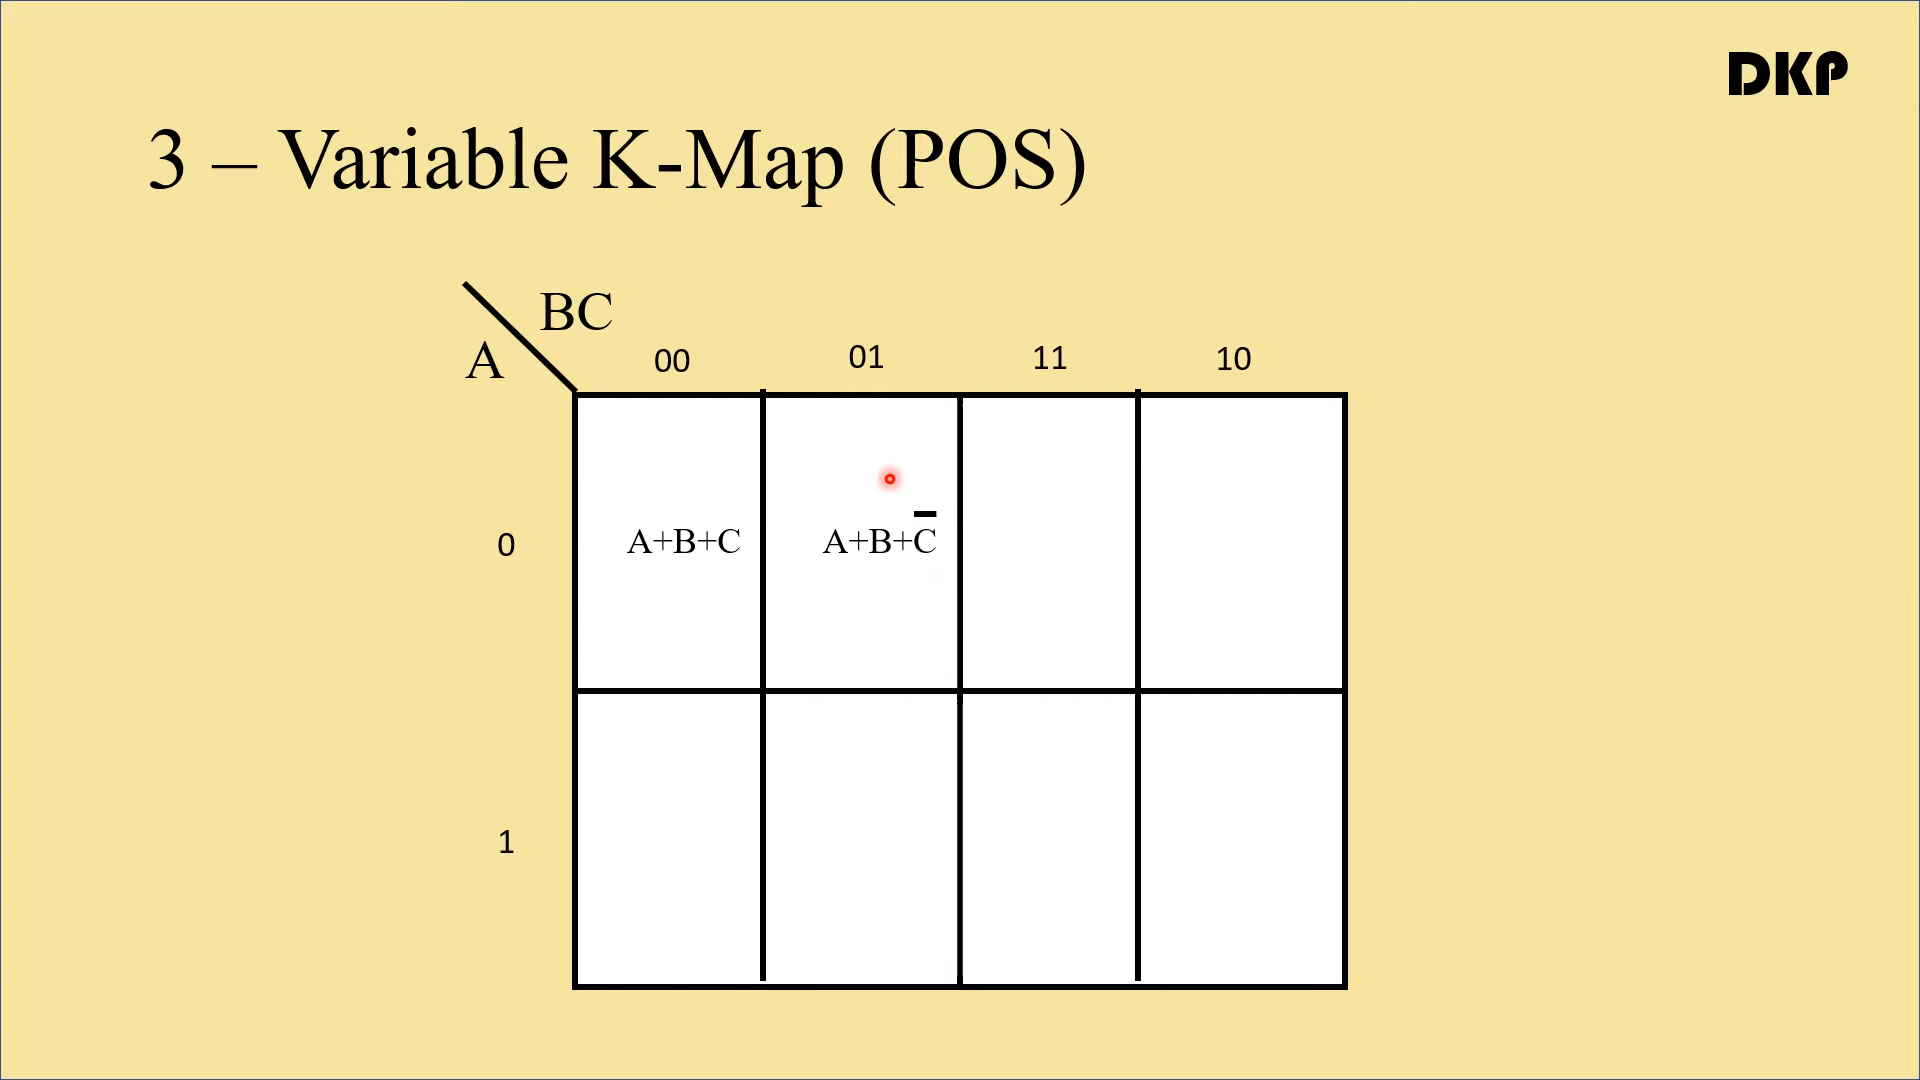 DKP
3 – Variable K-Map (POS)
BC
A
00 01 11 10
0 A+B+C A+B+C̅
1